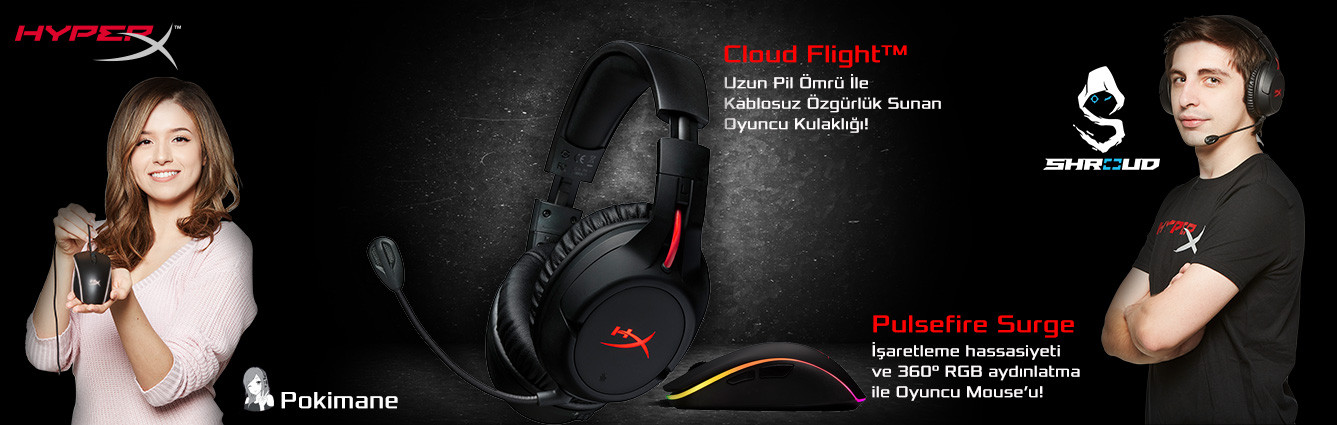 HYPERX™
Cloud Flight™
Uzun Pil Ömrü İle
Kablosuz Özgürlük Sunan
Oyuncu Kulaklığı!
SHROUD
HYPERX
Pulsefire Surge
İşaretleme hassasiyeti
ve 360° RGB aydınlatma
ile Oyuncu Mouse’u!
Pokimane